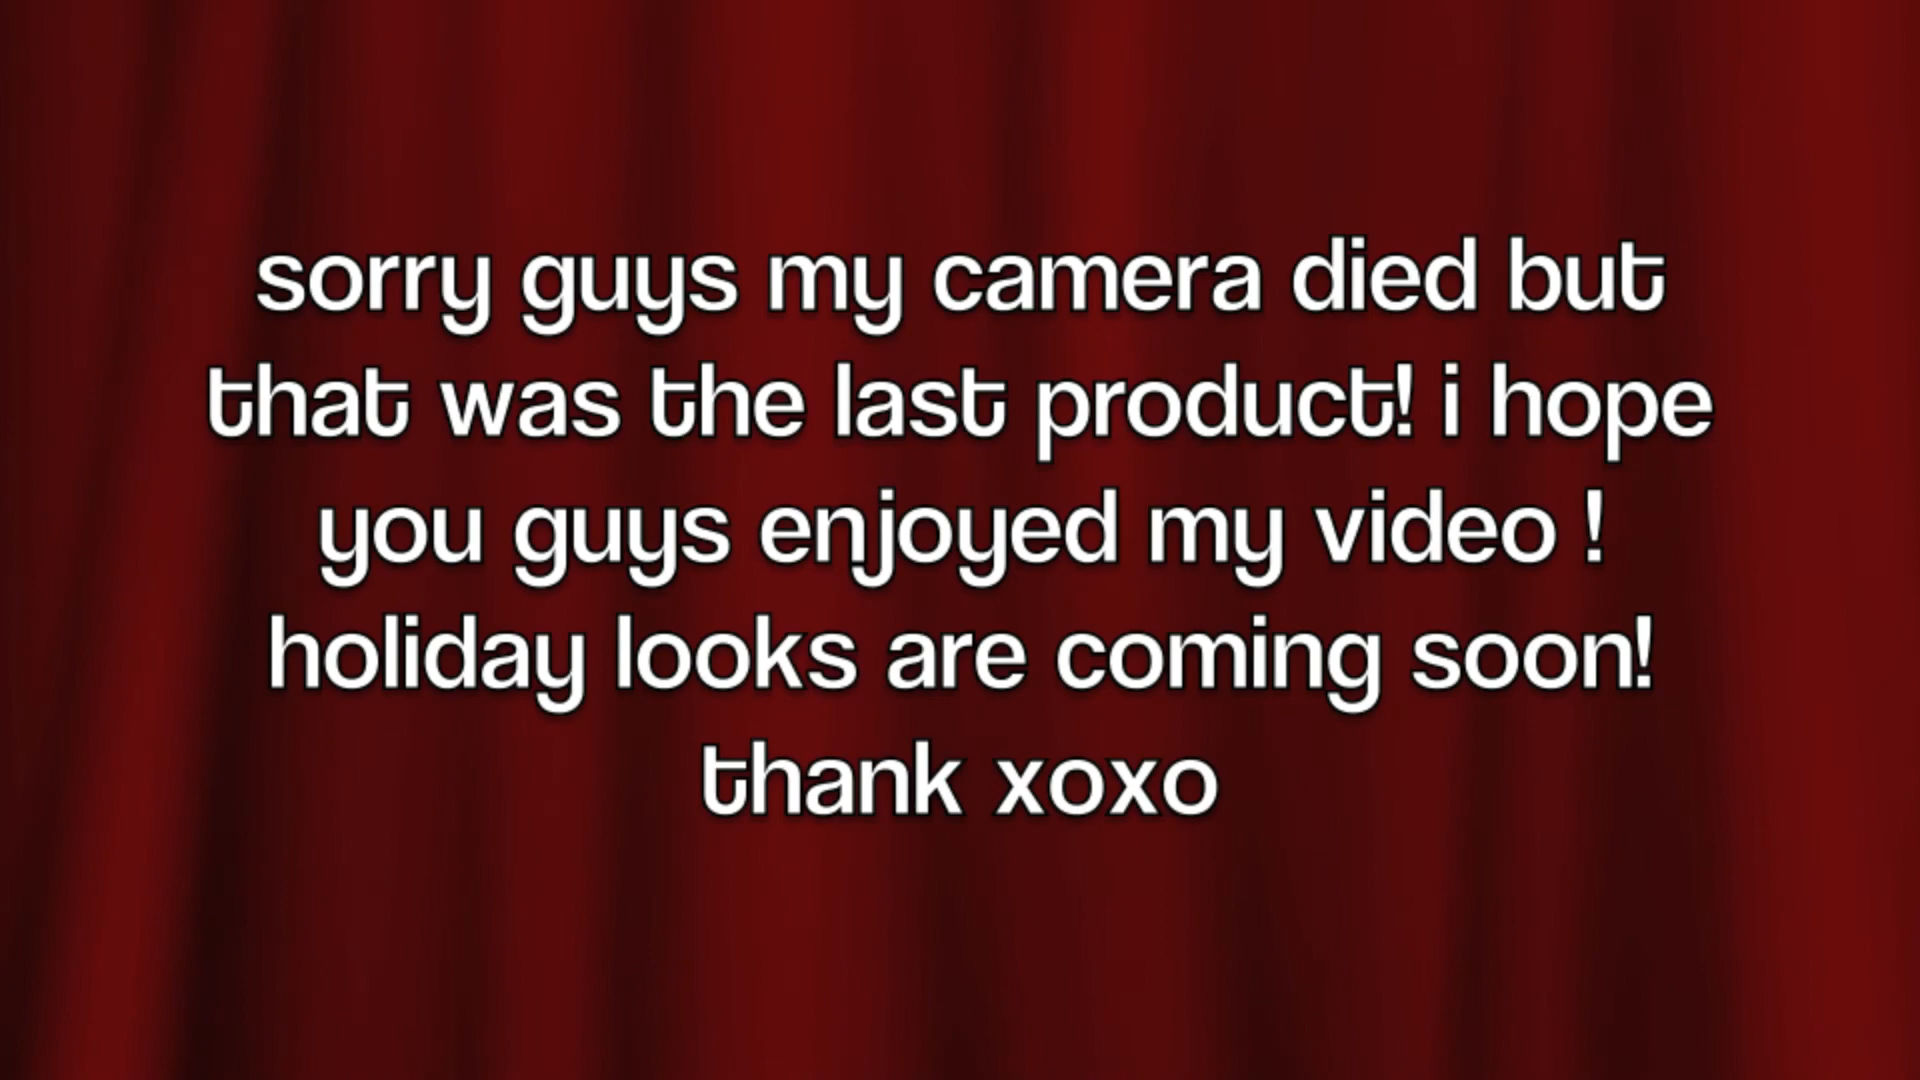 sorry guys my camera died but
that was the last product! i hope
you guys enjoyed my video !
holiday looks are coming soon!
thank xoxo